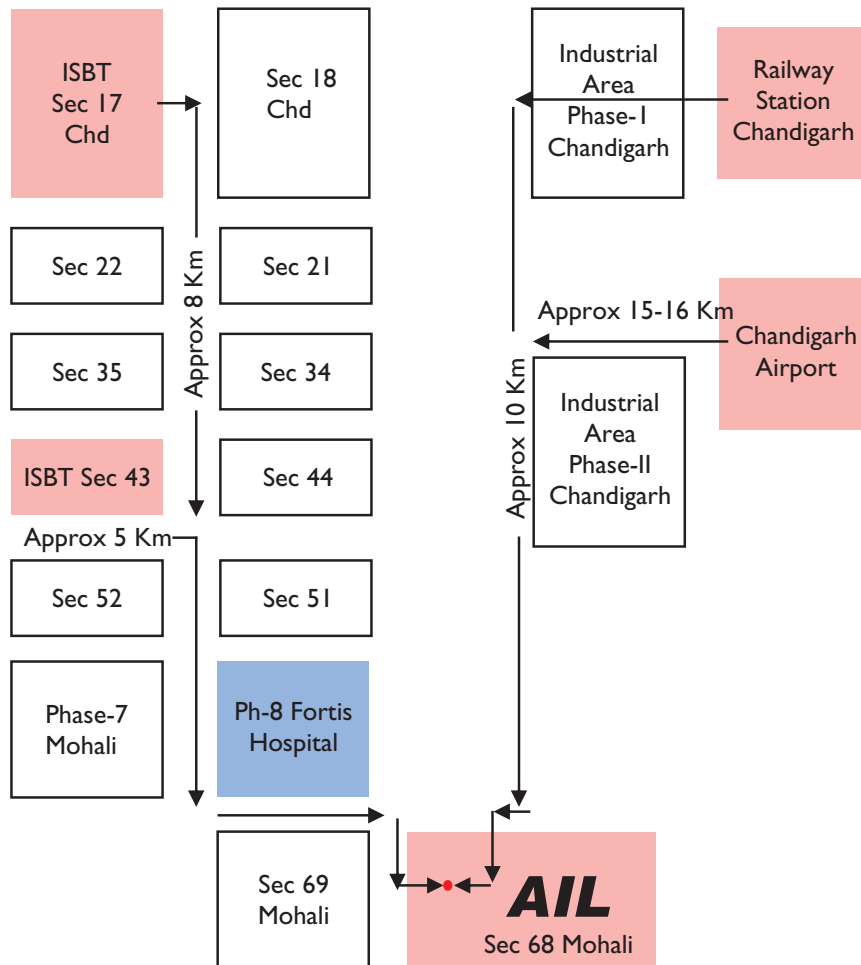 ISBT
Sec 17
Chd
Sec 18
Chd
Industrial
Area
Phase-I
Chandigarh
Railway
Station
Chandigarh
Sec 22
Approx 8 Km
Sec 21
Approx 15-16 Km
Chandigarh
Airport
Sec 35
Sec 34
Approx 10 Km
Industrial
Area
Phase-II
Chandigarh
ISBT Sec 43
Sec 44
Approx 5 Km
Sec 52
Sec 51
Phase-7
Mohali
Ph-8 Fortis
Hospital
Sec 69
Mohali
AIL
Sec 68 Mohali